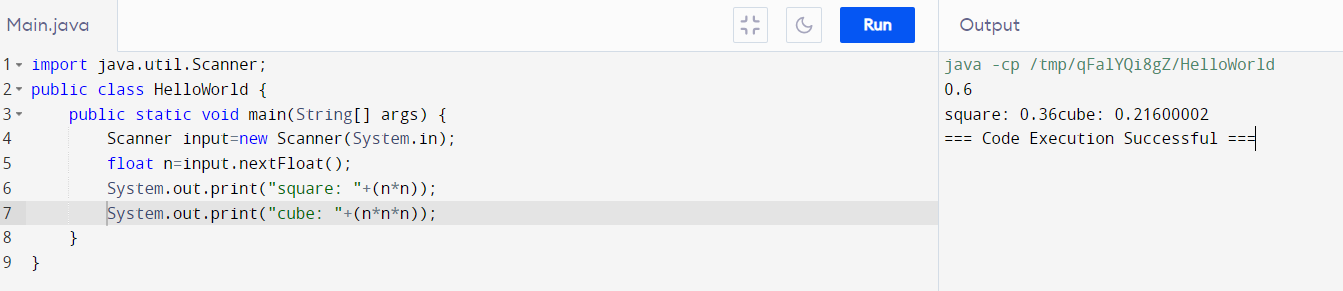 Main.java
Run
Output
1 import java.util.Scanner;
2 public class HelloWorld {
3 public static void main(String[] args) {
4 Scanner input=new Scanner(System.in);
5 float n=input.nextFloat();
6 System.out.print("square: "+(n*n));
7 System.out.print("cube: "+(n*n*n));
8 }
9 }
java -cp /tmp/qFalYQi8gZ/HelloWorld
0.6
square: 0.36cube: 0.21600002
=== Code Execution Successful ===